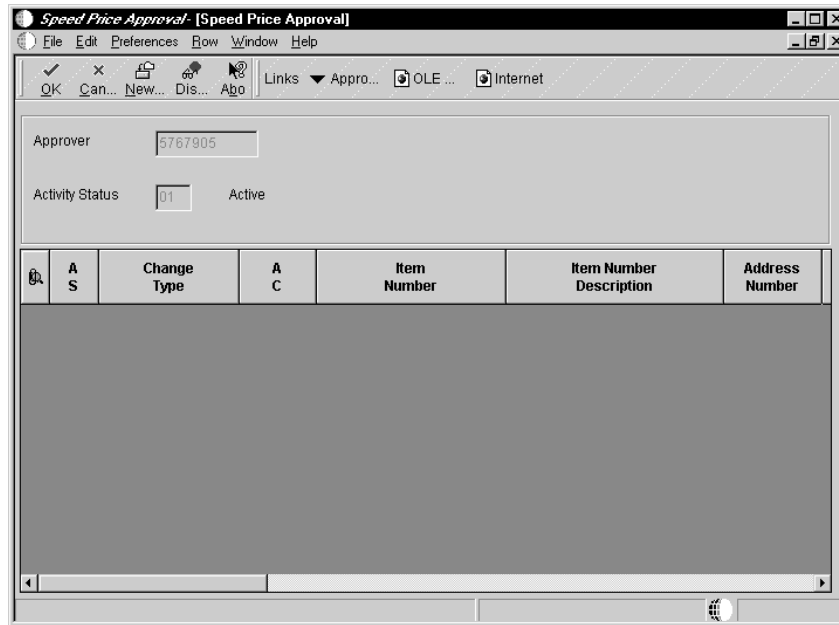 Speed Price Approval - [Speed Price Approval]
File Edit Preferences Row Window Help
OK Can... New... Dis... Abo Links Appro... OLE ... Internet
Approver 5767905
Activity Status 01 Active
A S Change Type A C Item Number Item Number Description Address Number